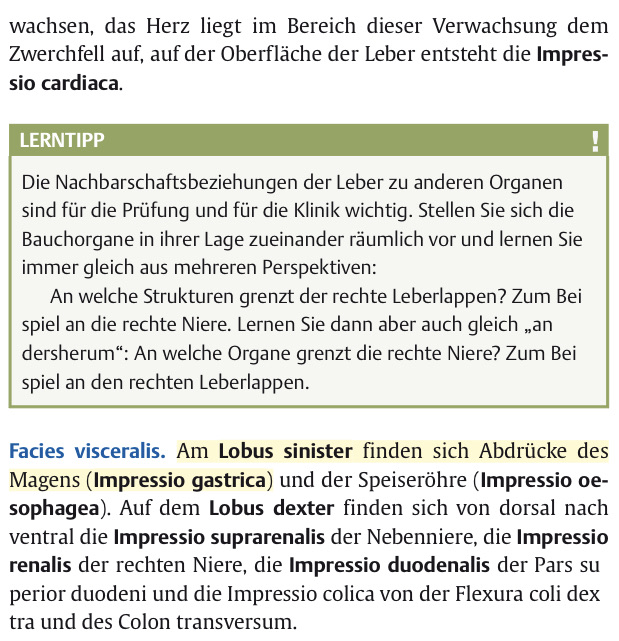 wachsen, das Herz liegt im Bereich dieser Verwachsung dem
Zwerchfell auf, auf der Oberfläche der Leber entsteht die Impres-
sio cardiaca.
LERNTIPP !
Die Nachbarschaftsbeziehungen der Leber zu anderen Organen
sind für die Prüfung und für die Klinik wichtig. Stellen Sie sich die
Bauchorgane in ihrer Lage zueinander räumlich vor und lernen Sie
immer gleich aus mehreren Perspektiven:
An welche Strukturen grenzt der rechte Leberlappen? Zum Bei
spiel an die rechte Niere. Lernen Sie dann aber auch gleich „an
dersherum“: An welche Organe grenzt die rechte Niere? Zum Bei
spiel an den rechten Leberlappen.
Facies visceralis. Am Lobus sinister finden sich Abdrücke des
Magens (Impressio gastrica) und der Speiseröhre (Impressio oe-
sophagea). Auf dem Lobus dexter finden sich von dorsal nach
ventral die Impressio suprarenalis der Nebenniere, die Impressio
renalis der rechten Niere, die Impressio duodenalis der Pars su
perior duodeni und die Impressio colica von der Flexura coli dex
tra und des Colon transversum.